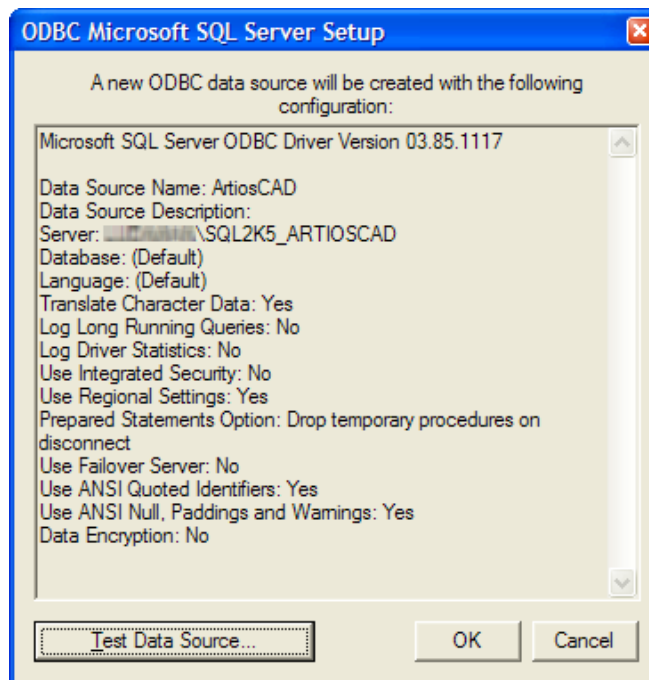 ODBC Microsoft SQL Server Setup
A new ODBC data source will be created with the following
configuration:
Microsoft SQL Server ODBC Driver Version 03.85.1117
Data Source Name: ArtiosCAD
Data Source Description:
Server: \SQL2K5_ARTIOSCAD
Database: (Default)
Language: (Default)
Translate Character Data: Yes
Log Long Running Queries: No
Log Driver Statistics: No
Use Integrated Security: No
Use Regional Settings: Yes
Prepared Statements Option: Drop temporary procedures on
disconnect
Use Failover Server: No
Use ANSI Quoted Identifiers: Yes
Use ANSI Null, Paddings and Warnings: Yes
Data Encryption: No
Test Data Source... OK Cancel